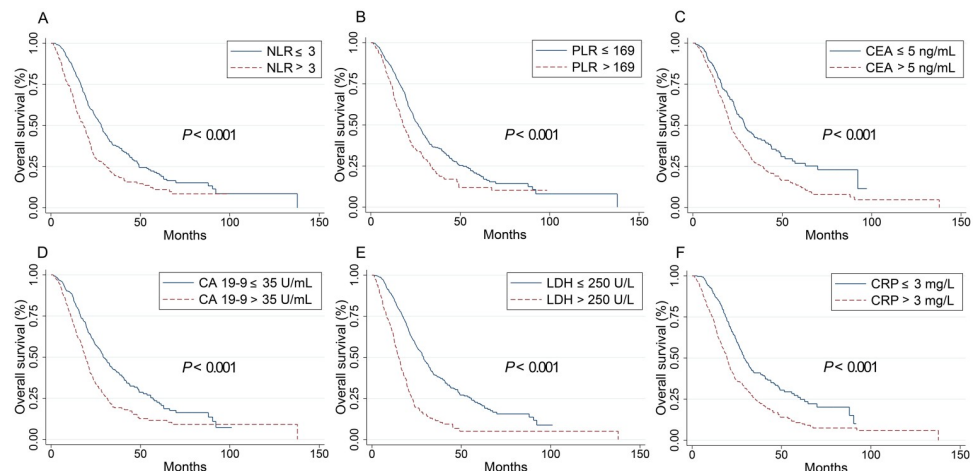 A
Overall survival (%)
1.00
0.75
0.50
0.25
0.00
NLR ≤ 3
NLR > 3
P < 0.001
0 50 100 150
Months
B
Overall survival (%)
1.00
0.75
0.50
0.25
0.00
PLR ≤ 169
PLR > 169
P < 0.001
0 50 100 150
Months
C
Overall survival (%)
1.00
0.75
0.50
0.25
0.00
CEA ≤ 5 ng/mL
CEA > 5 ng/mL
P < 0.001
0 50 100 150
Months
D
Overall survival (%)
1.00
0.75
0.50
0.25
0.00
CA 19-9 ≤ 35 U/mL
CA 19-9 > 35 U/mL
P < 0.001
0 50 100 150
Months
E
Overall survival (%)
1.00
0.75
0.50
0.25
0.00
LDH ≤ 250 U/L
LDH > 250 U/L
P < 0.001
0 50 100 150
Months
F
Overall survival (%)
1.00
0.75
0.50
0.25
0.00
CRP ≤ 3 mg/L
CRP > 3 mg/L
P < 0.001
0 50 100 150
Months